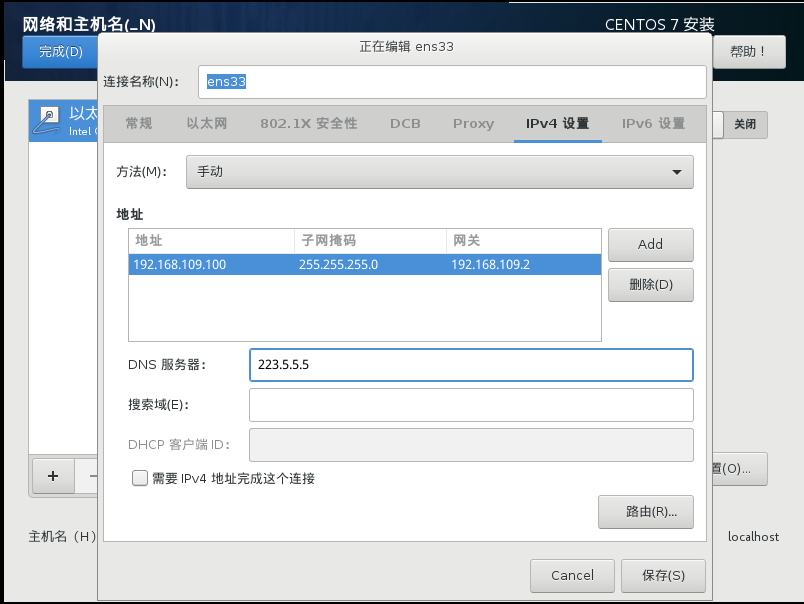 网络和主机名(_N)
CENTOS 7 安装
完成(D)
正在编辑 ens33
帮助！
连接名称(N)： ens33
以太
Intel
常规 以太网 802.1X 安全性 DCB Proxy IPv4 设置 IPv6 设置
关闭
方法(M)： 手动
地址
地址 子网掩码 网关
Add
192.168.109.100 255.255.255.0 192.168.109.2
删除(D)
DNS 服务器： 223.5.5.5
搜索域(E)：
DHCP 客户端 ID：
需要 IPv4 地址完成这个连接
+ −
置(O)...
路由(R)...
主机名（H）
localhost
Cancel 保存(S)